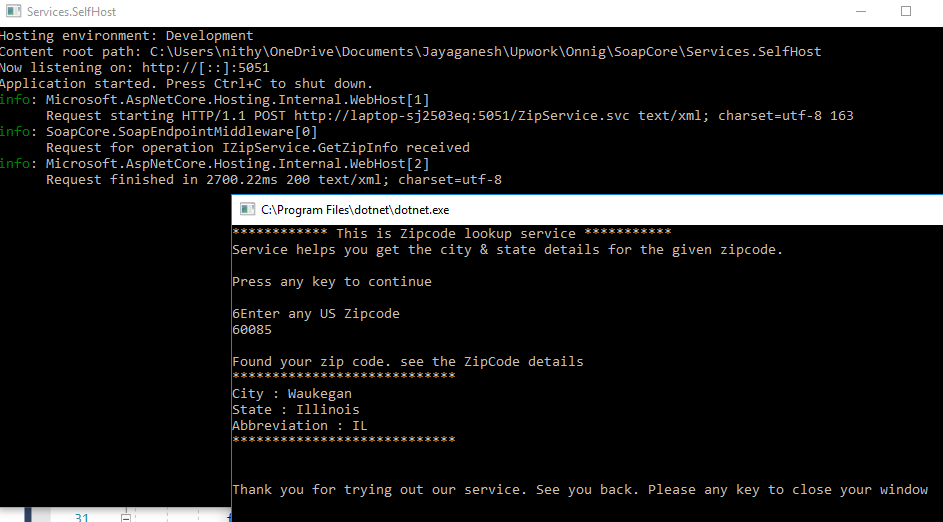 Services.SelfHost
Hosting environment: Development
Content root path: C:\Users\nithy\OneDrive\Documents\Jayaganesh\Upwork\Onnig\SoapCore\Services.SelfHost
Now listening on: http://[::]:5051
Application started. Press Ctrl+C to shut down.
info: Microsoft.AspNetCore.Hosting.Internal.WebHost[1]
Request starting HTTP/1.1 POST http://laptop-sj2503eq:5051/ZipService.svc text/xml; charset=utf-8 163
info: SoapCore.SoapEndpointMiddleware[0]
Request for operation IZipService.GetZipInfo received
info: Microsoft.AspNetCore.Hosting.Internal.WebHost[2]
Request finished in 2700.22ms 200 text/xml; charset=utf-8
C:\Program Files\dotnet\dotnet.exe
************ This is Zipcode lookup service ***********
Service helps you get the city & state details for the given zipcode.
Press any key to continue
6Enter any US Zipcode
60085
Found your zip code. see the ZipCode details
****************************
City : Waukegan
State : Illinois
Abbreviation : IL
****************************
Thank you for trying out our service. See you back. Please any key to close your window
31